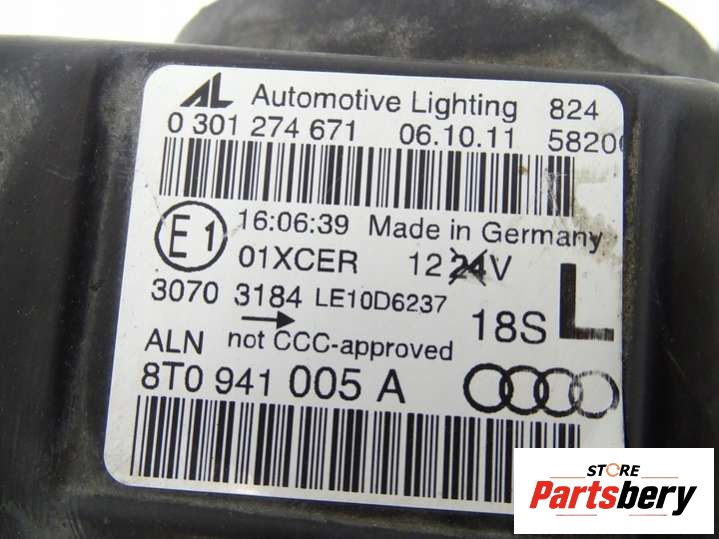 AL Automotive Lighting 824
0 301 274 671 06.10.11 5820
E1 16:06:39 Made in Germany
01XCER 12 24V
3070 3184 LE10D6237
18S L
ALN not CCC-approved
8T0 941 005 A
STORE
Partsbery